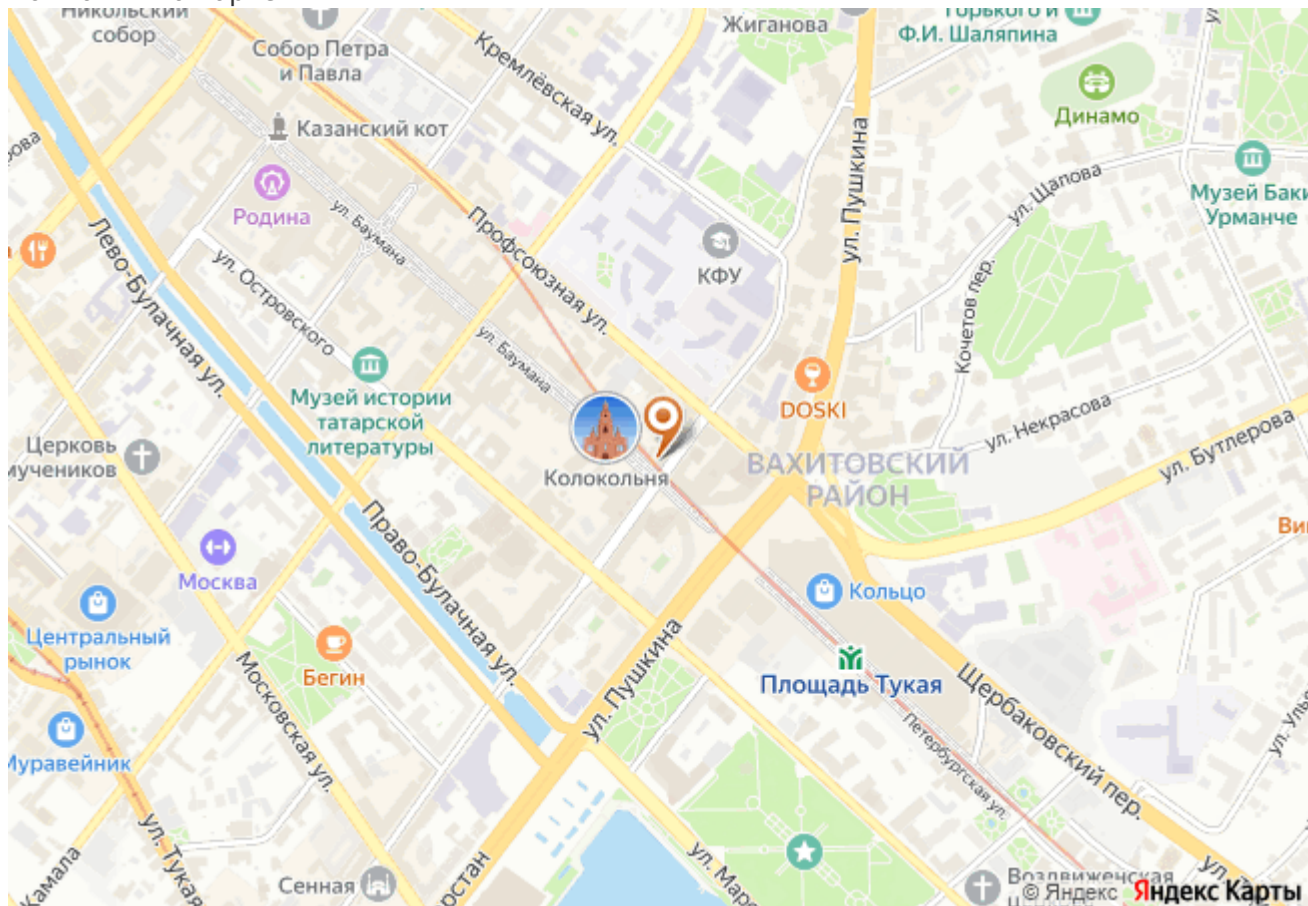 Никольский
собор
Собор Петра
и Павла
Кремлёвская ул.
Жиганова
Горького и
Ф.И. Шаляпина
Динамо
Казанский кот
Родина
ул. Баумана
Профсоюзная ул.
КФУ
ул. Пушкина
ул. Щапова
Музей Баки
Урманче
Кочетов пер.
Лево-Булачная ул.
ул. Островского
ул. Баумана
Музей истории
татарской
литературы
DOSKI
ул. Некрасова
ул. Бутлерова
Церковь
мучеников
Колокольня
ВАХИТОВСКИЙ
РАЙОН
Москва
Право-Булачная ул.
Кольцо
Центральный
рынок
Бегин
Московская ул.
ул. Пушкина
Площадь Тукая
Щербаковский пер.
Петербургская ул.
Муравейник
ул. Тукая
Камала
Сенная
Воздвиженская
© Яндекс Яндекс Карты